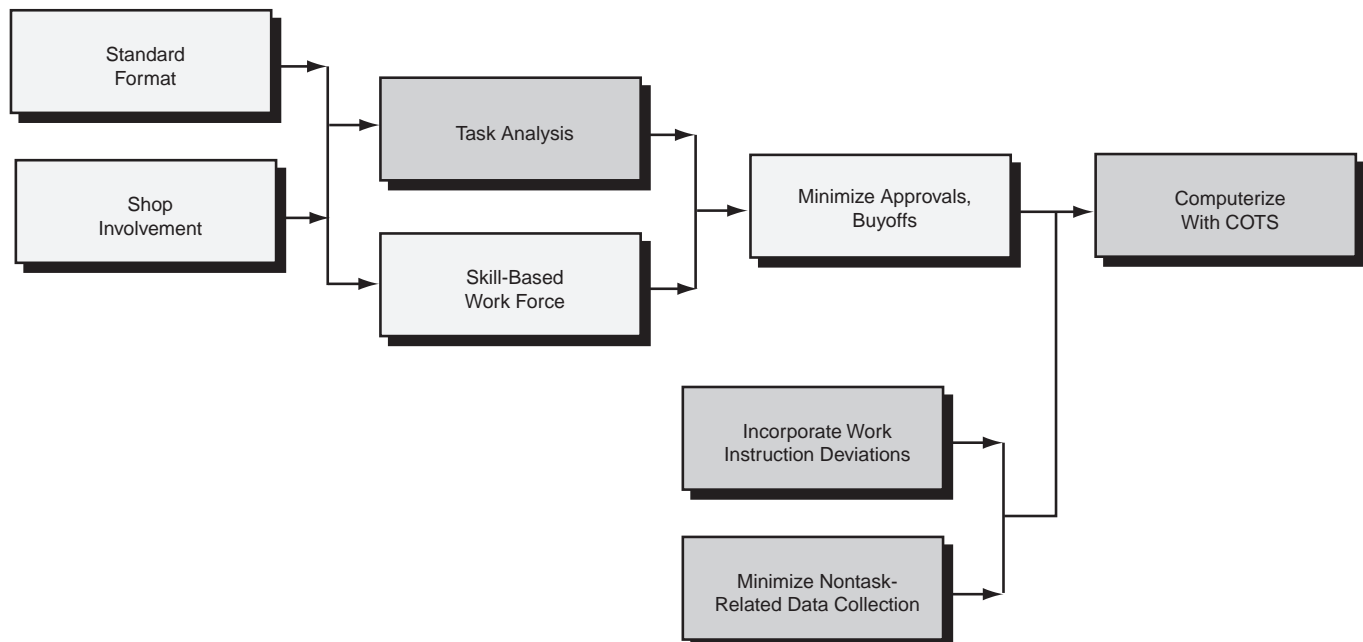 Standard
Format
Shop
Involvement
Task Analysis
Skill-Based
Work Force
Minimize Approvals,
Buyoffs
Computerize
With COTS
Incorporate Work
Instruction Deviations
Minimize Nontask-
Related Data Collection